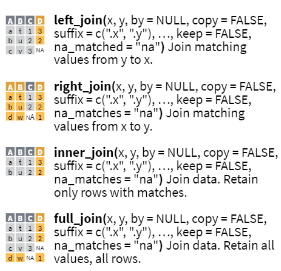 A B C D
a t 1 3
b u 2 2
c v 3 NA
left_join(x, y, by = NULL, copy = FALSE,
suffix = c(".x", ".y"), ..., keep = FALSE,
na_matched = "na") Join matching
values from y to x.
A B C D
a t 1 3
b u 2 2
d w NA 1
right_join(x, y, by = NULL, copy = FALSE,
suffix = c(".x", ".y"), ..., keep = FALSE,
na_matches = "na") Join matching
values from x to y.
A B C D
a t 1 3
b u 2 2
inner_join(x, y, by = NULL, copy = FALSE,
suffix = c(".x", ".y"), ..., keep = FALSE,
na_matches = "na") Join data. Retain
only rows with matches.
A B C D
a t 1 3
b u 2 2
c v 3 NA
d w NA 1
full_join(x, y, by = NULL, copy = FALSE,
suffix = c(".x", ".y"), ..., keep = FALSE,
na_matches = "na") Join data. Retain all
values, all rows.